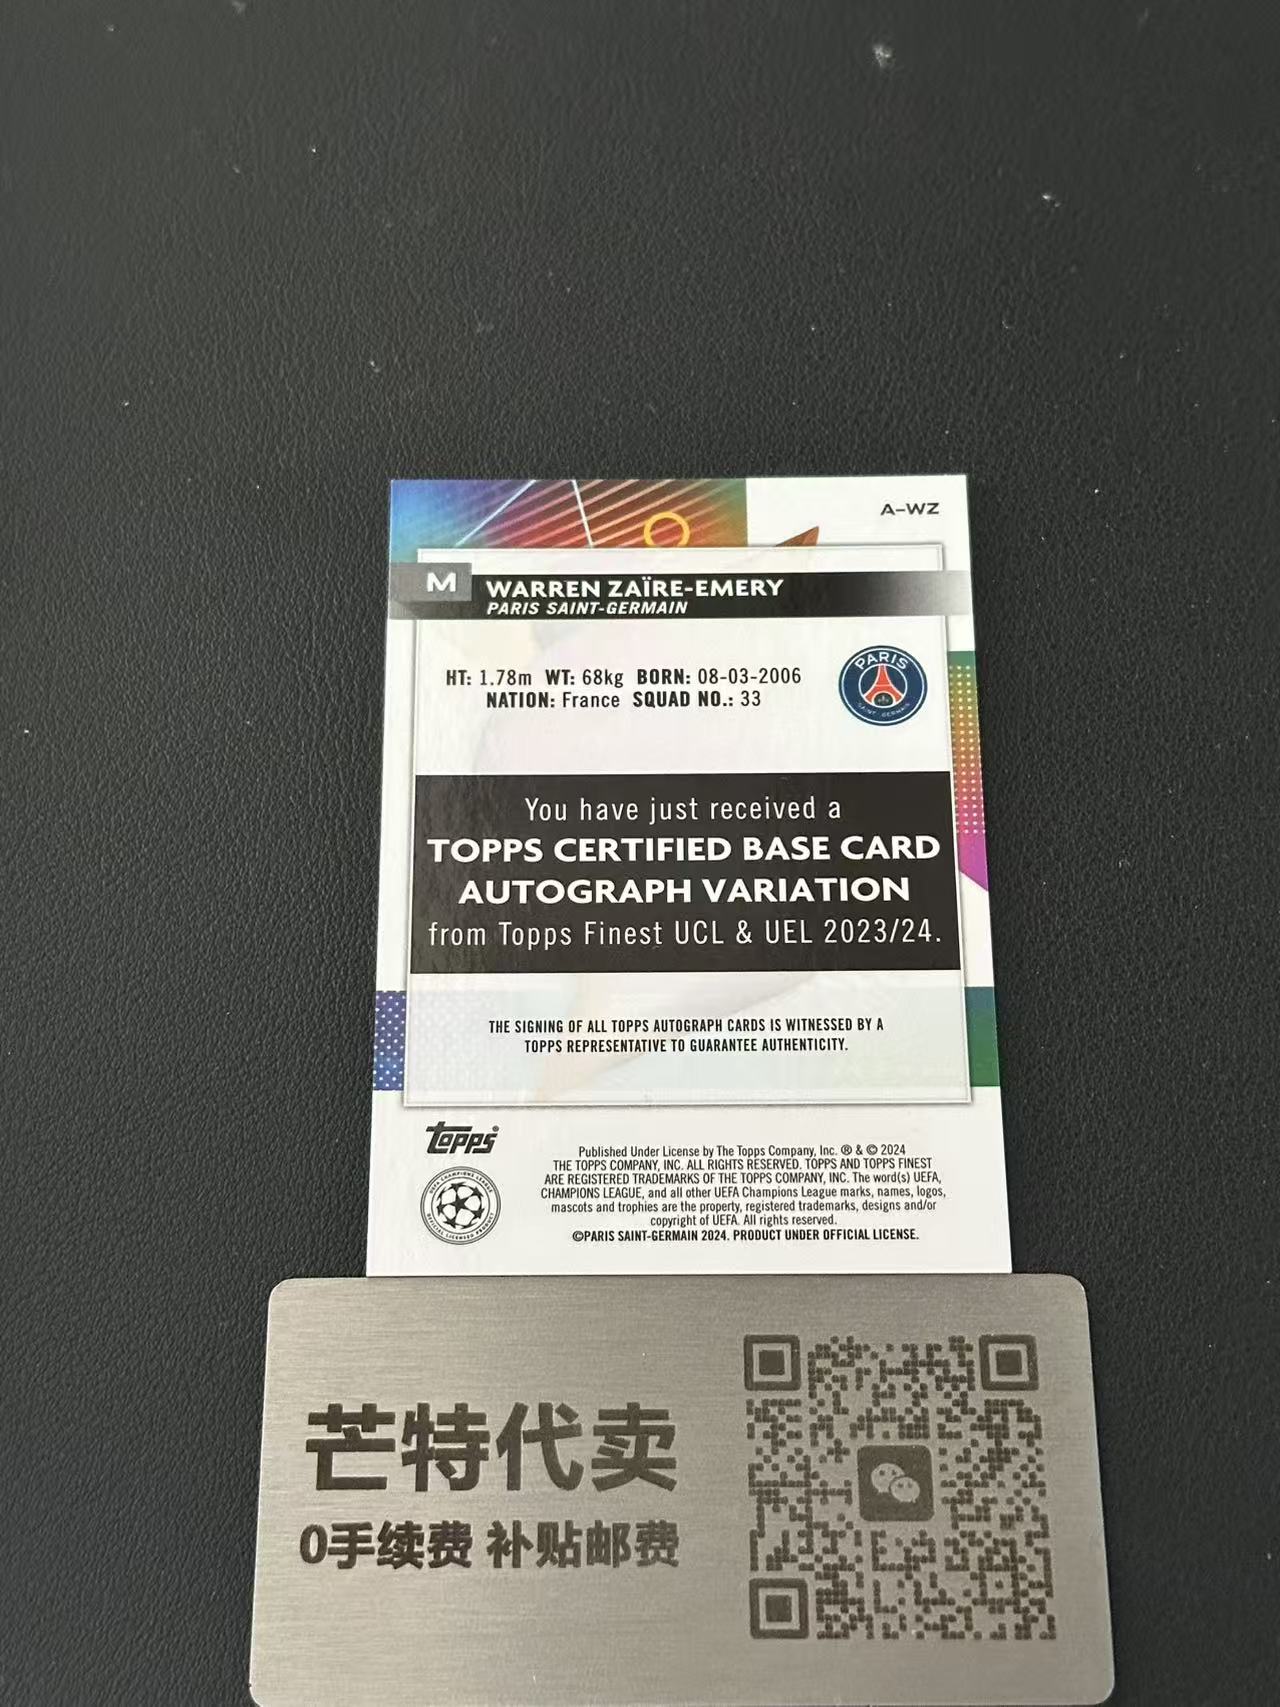 A-WZ
M
WARREN ZAÏRE-EMERY
PARIS SAINT-GERMAIN
HT: 1.78m WT: 68kg BORN: 08-03-2006
NATION: France SQUAD NO.: 33
PARIS
SAINT-GERMAIN
You have just received a
TOPPS CERTIFIED BASE CARD
AUTOGRAPH VARIATION
from Topps Finest UCL & UEL 2023/24.
THE SIGNING OF ALL TOPPS AUTOGRAPH CARDS IS WITNESSED BY A
TOPPS REPRESENTATIVE TO GUARANTEE AUTHENTICITY.
topps®
UEFA CHAMPIONS LEAGUE
OFFICIAL LICENSED PRODUCT
Published Under License by The Topps Company, Inc. ® & © 2024
THE TOPPS COMPANY, INC. ALL RIGHTS RESERVED. TOPPS AND TOPPS FINEST
ARE REGISTERED TRADEMARKS OF THE TOPPS COMPANY, INC. The word(s) UEFA,
CHAMPIONS LEAGUE, and all other UEFA Champions League marks, names, logos,
mascots and trophies are the property, registered trademarks, designs and/or
copyright of UEFA. All rights reserved.
©PARIS SAINT-GERMAIN 2024. PRODUCT UNDER OFFICIAL LICENSE.
芒特代卖
0手续费 补贴邮费